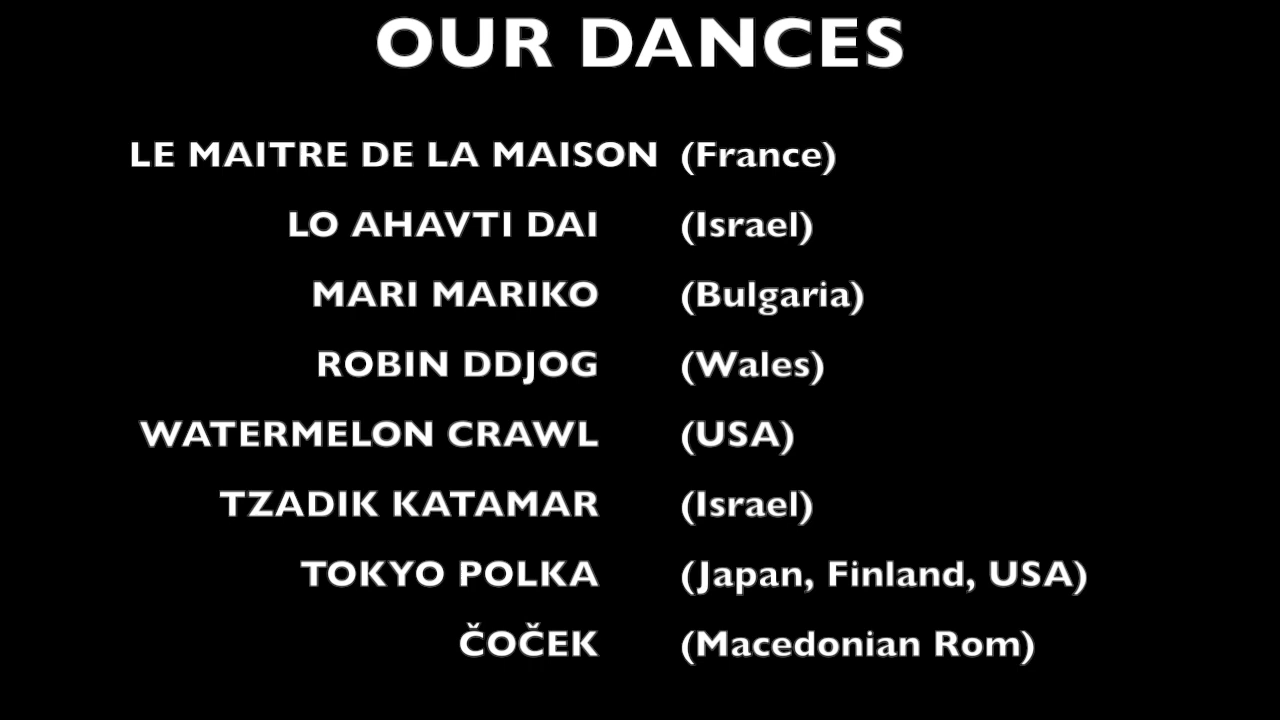 OUR DANCES
LE MAITRE DE LA MAISON (France)
LO AHAVTI DAI (Israel)
MARI MARIKO (Bulgaria)
ROBIN DDJOG (Wales)
WATERMELON CRAWL (USA)
TZADIK KATAMAR (Israel)
TOKYO POLKA (Japan, Finland, USA)
ČOČEK (Macedonian Rom)